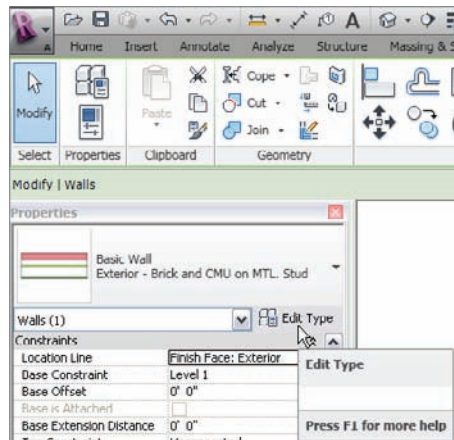 A
Home Insert Annotate Analyze Structure Massing & S
Modify
Paste
Cope
Cut
Join
Select Properties Clipboard Geometry
Modify | Walls
Properties
Basic Wall
Exterior - Brick and CMU on MTL. Stud
Walls (1)
Edit Type
Constraints
Location Line Finish Face: Exterior
Base Constraint Level 1
Base Offset 0' 0"
Base is Attached
Base Extension Distance 0' 0"
Edit Type
Press F1 for more help